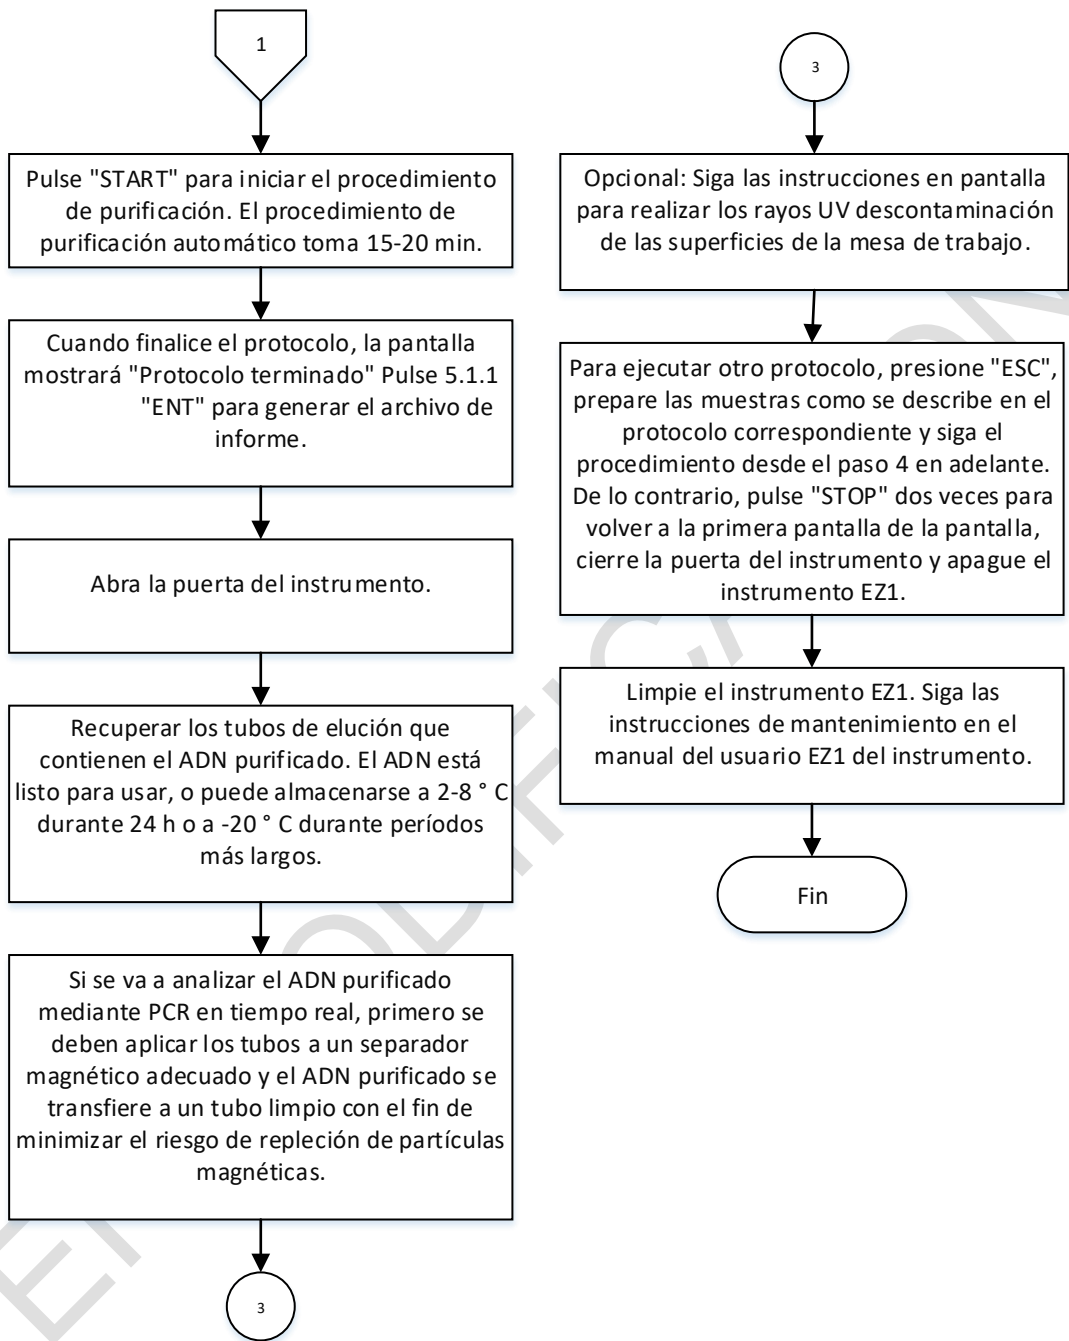 1
Pulse "START" para iniciar el procedimiento
de purificación. El procedimiento de
purificación automático toma 15-20 min.
Cuando finalice el protocolo, la pantalla
mostrará "Protocolo terminado" Pulse 5.1.1
"ENT" para generar el archivo de
informe.
Abra la puerta del instrumento.
Recuperar los tubos de elución que
contienen el ADN purificado. El ADN está
listo para usar, o puede almacenarse a 2-8 ° C
durante 24 h o a -20 ° C durante períodos
más largos.
Si se va a analizar el ADN purificado
mediante PCR en tiempo real, primero se
deben aplicar los tubos a un separador
magnético adecuado y el ADN purificado se
transfiere a un tubo limpio con el fin de
minimizar el riesgo de repleción de partículas
magnéticas.
3
3
Opcional: Siga las instrucciones en pantalla
para realizar los rayos UV descontaminación
de las superficies de la mesa de trabajo.
Para ejecutar otro protocolo, presione "ESC",
prepare las muestras como se describe en el
protocolo correspondiente y siga el
procedimiento desde el paso 4 en adelante.
De lo contrario, pulse "STOP" dos veces para
volver a la primera pantalla de la pantalla,
cierre la puerta del instrumento y apague el
instrumento EZ1.
Limpie el instrumento EZ1. Siga las
instrucciones de mantenimiento en el
manual del usuario EZ1 del instrumento.
Fin